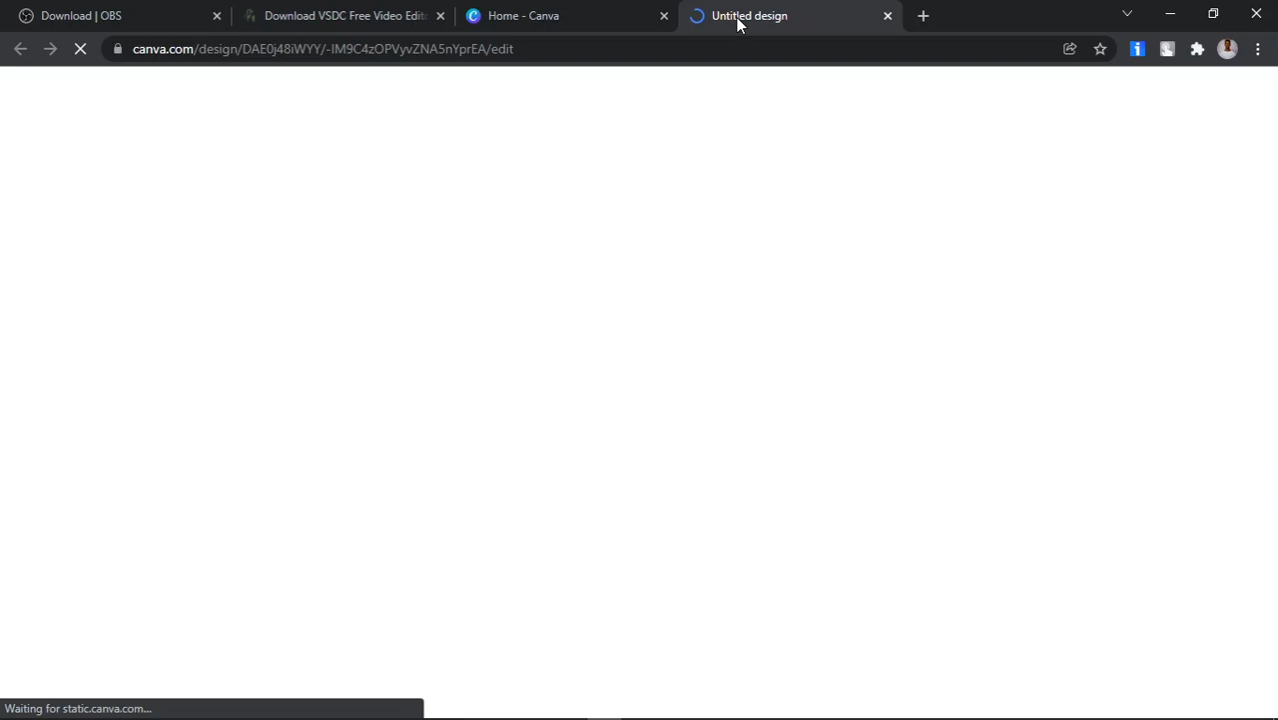 Download | OBS
Download VSDC Free Video Edito
Home - Canva
Untitled design
canva.com/design/DAE0j48iWYY/-IM9C4zOPVyvZNA5nYprEA/edit
Waiting for static.canva.com...